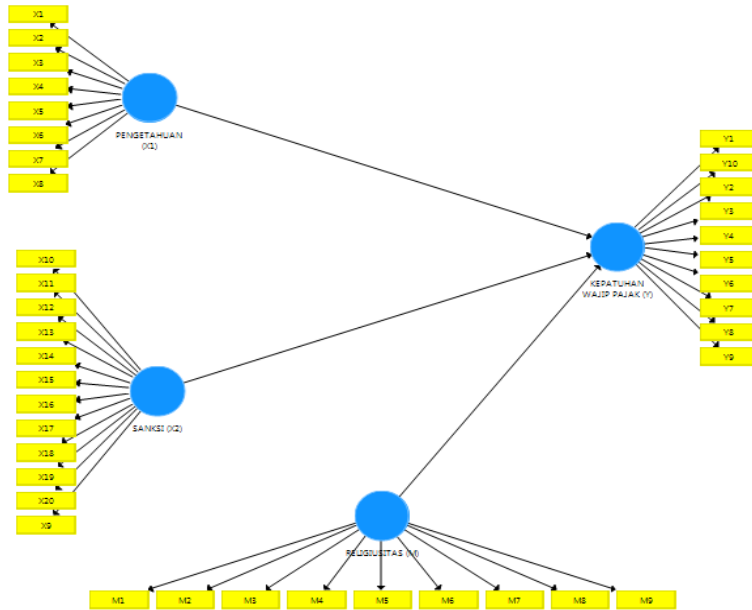 X1
X2
X3
X4
X5
X6
X7
X8
PENGETAHUAN
(X1)
Y1
Y10
Y2
Y3
Y4
Y5
Y6
Y7
Y8
Y9
KEPATUHAN
WAJIP PAJAK (Y)
X10
X11
X12
X13
X14
X15
X16
X17
X18
X19
X20
X9
SANKSI (X2)
RELIGIUSITAS (M)
M1
M2
M3
M4
M5
M6
M7
M8
M9